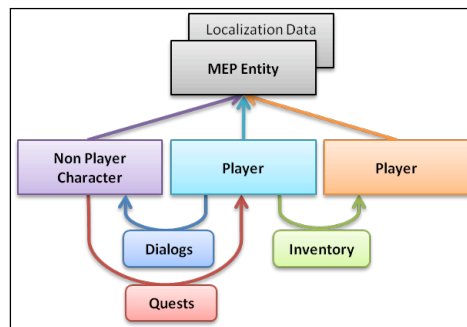 Localization Data
MEP Entity
Non Player
Character
Player
Player
Dialogs
Inventory
Quests